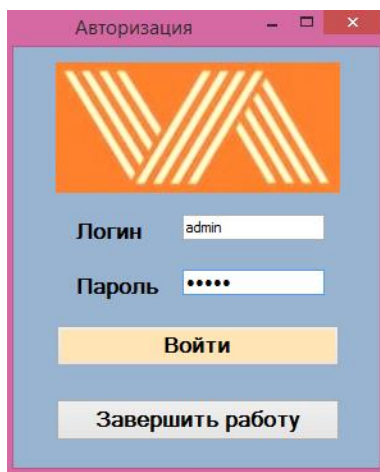 Авторизация
Логин admin
Пароль •••••
Войти
Завершить работу